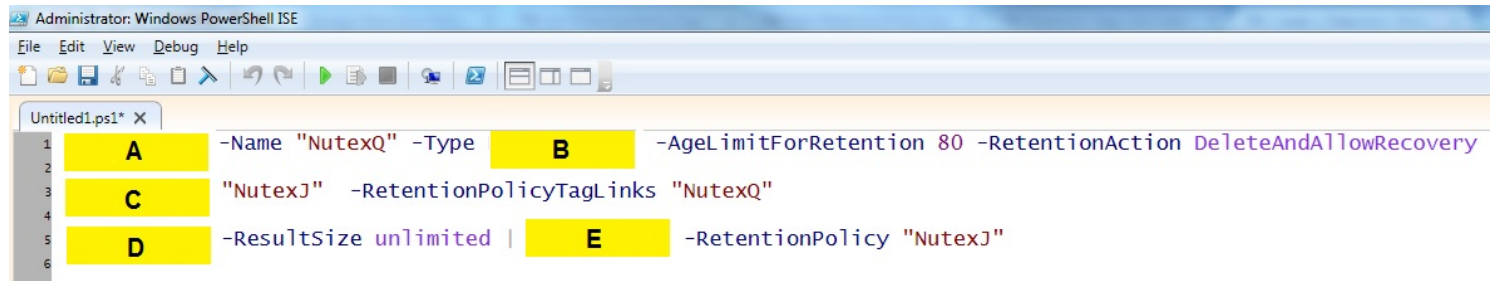 Administrator: Windows PowerShell ISE
File Edit View Debug Help
Untitled1.ps1* X
1 A -Name "NutexQ" -Type B -AgeLimitForRetention 80 -RetentionAction DeleteAndAllowRecovery
2
3 C "NutexJ" -RetentionPolicyTagLinks "NutexQ"
4
5 D -ResultSize unlimited | E -RetentionPolicy "NutexJ"
6